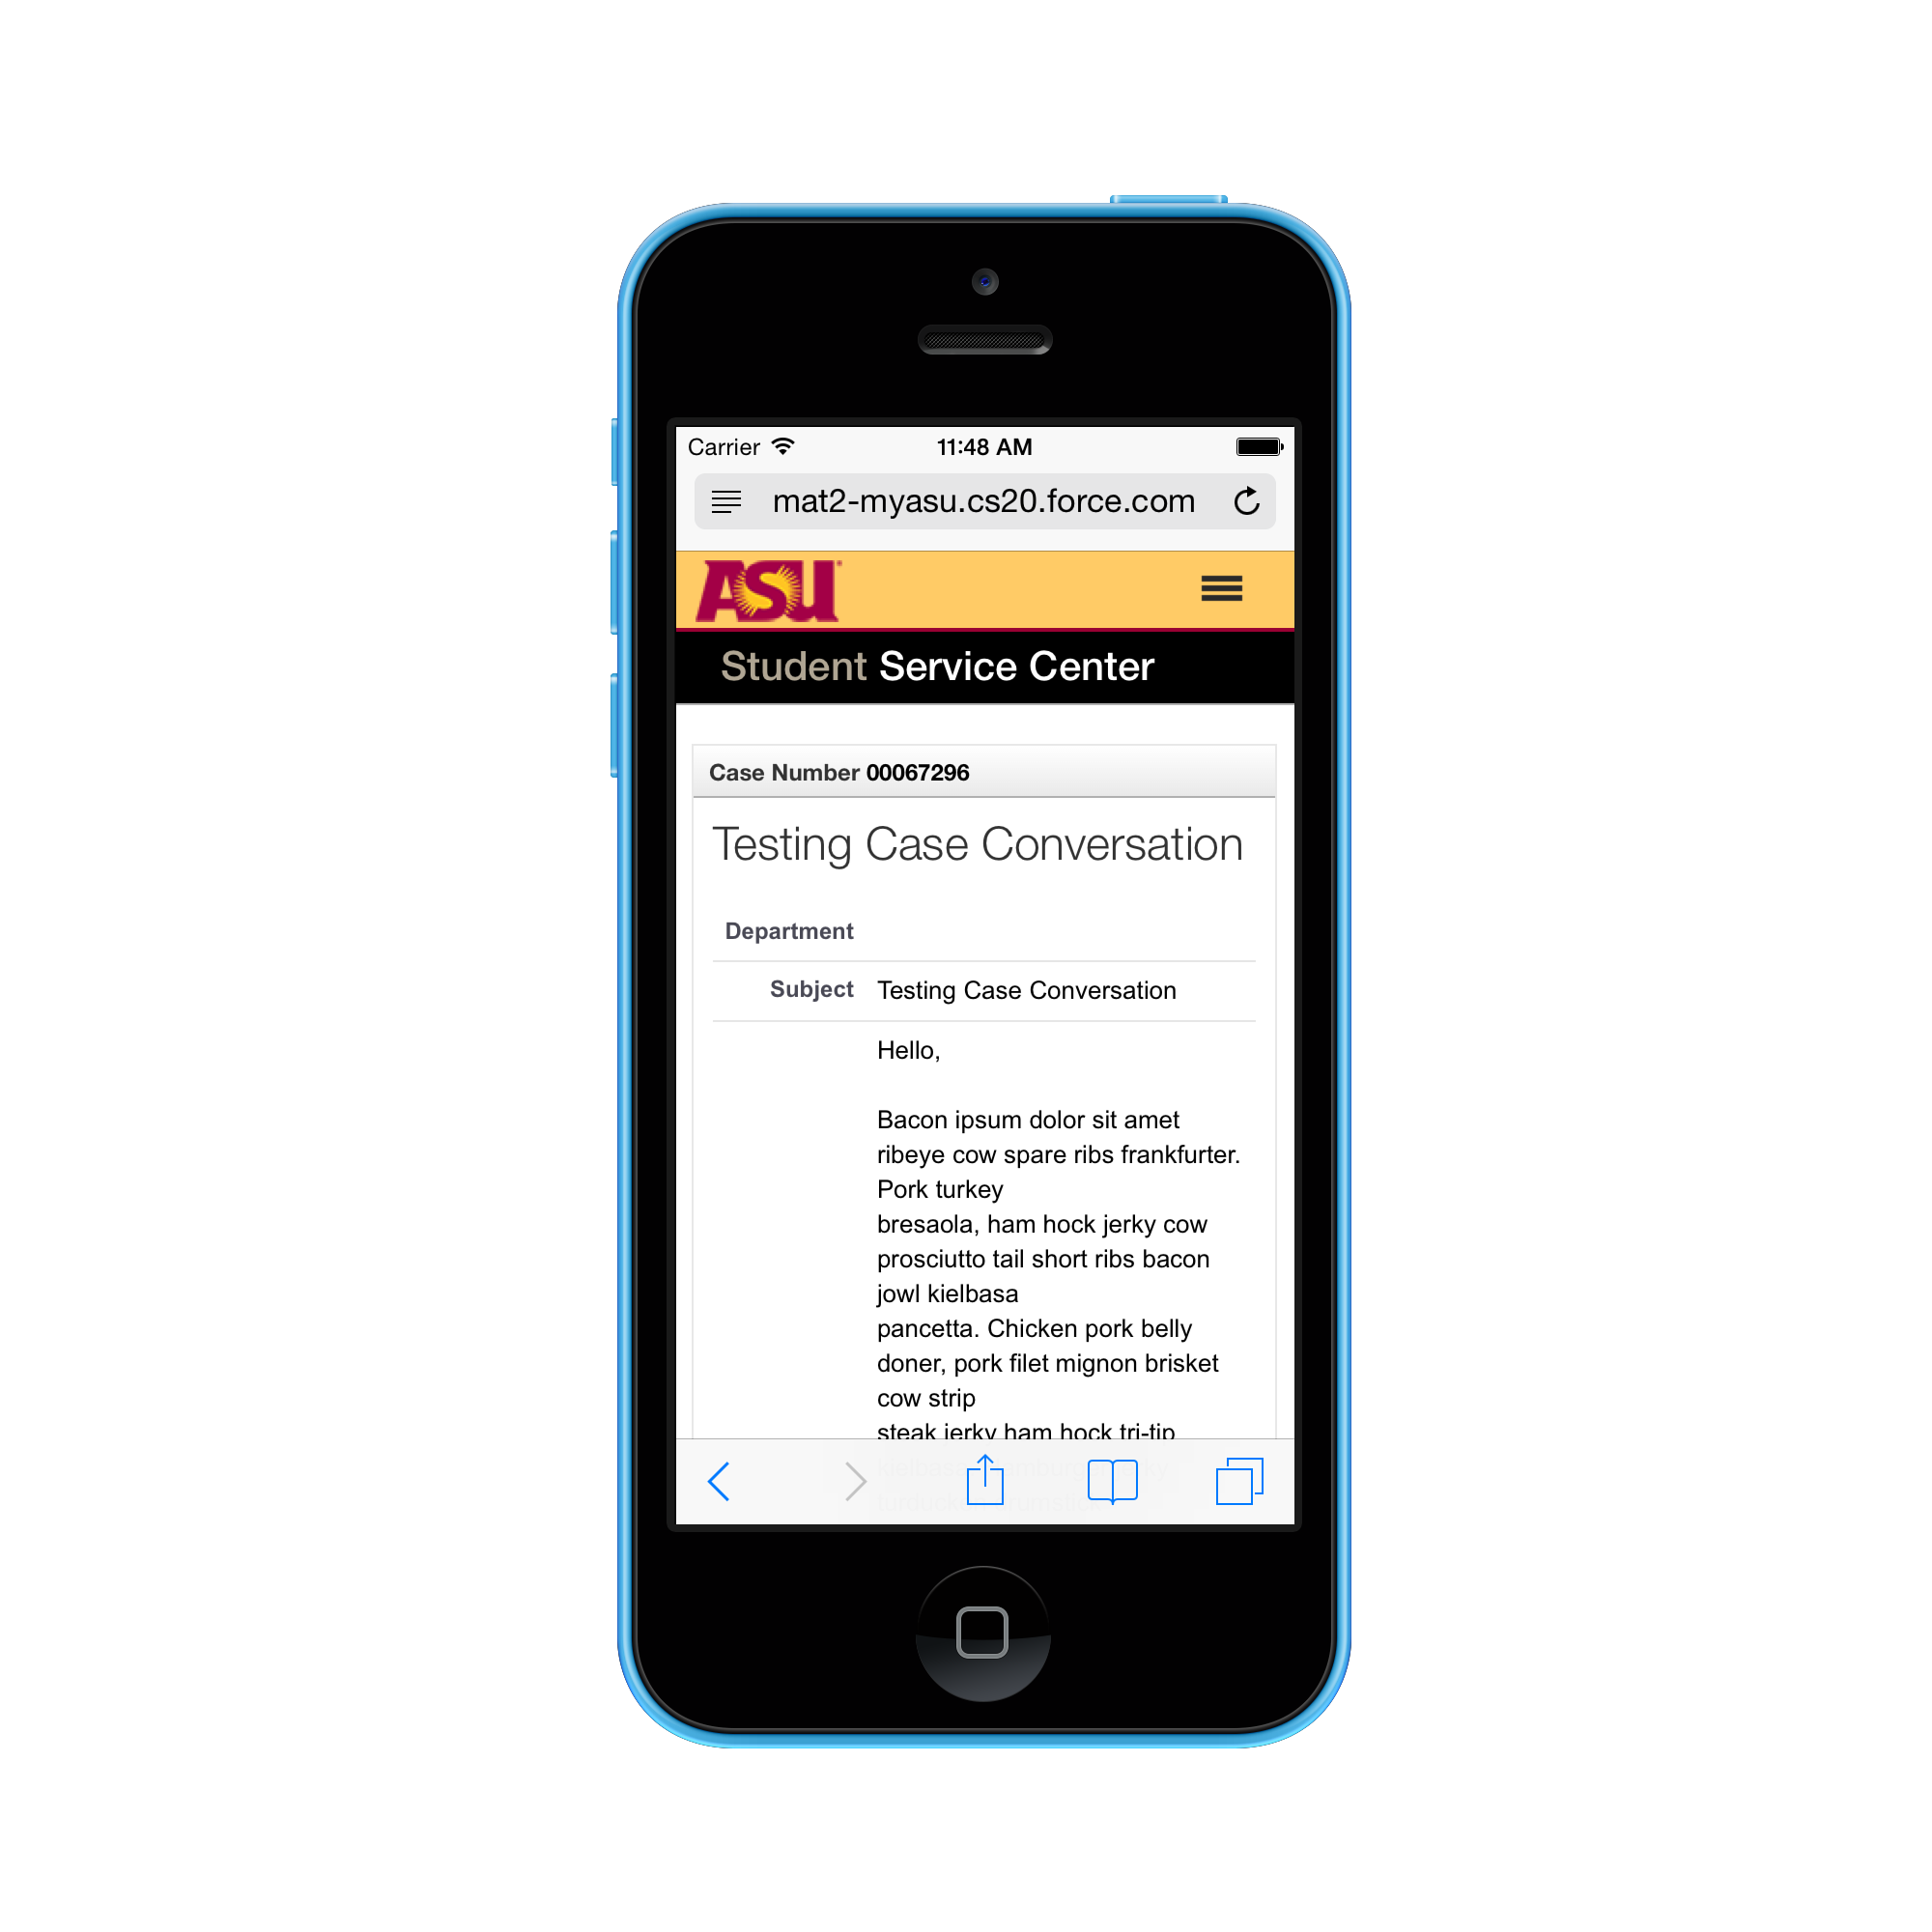 Carrier 11:48 AM
mat2-myasu.cs20.force.com
ASU
Student Service Center
Case Number 00067296
Testing Case Conversation
Department
Subject Testing Case Conversation
Hello,
Bacon ipsum dolor sit amet
ribeye cow spare ribs frankfurter.
Pork turkey
bresaola, ham hock jerky cow
prosciutto tail short ribs bacon
jowl kielbasa
pancetta. Chicken pork belly
doner, pork filet mignon brisket
cow strip
steak jerky ham hock tri-tip